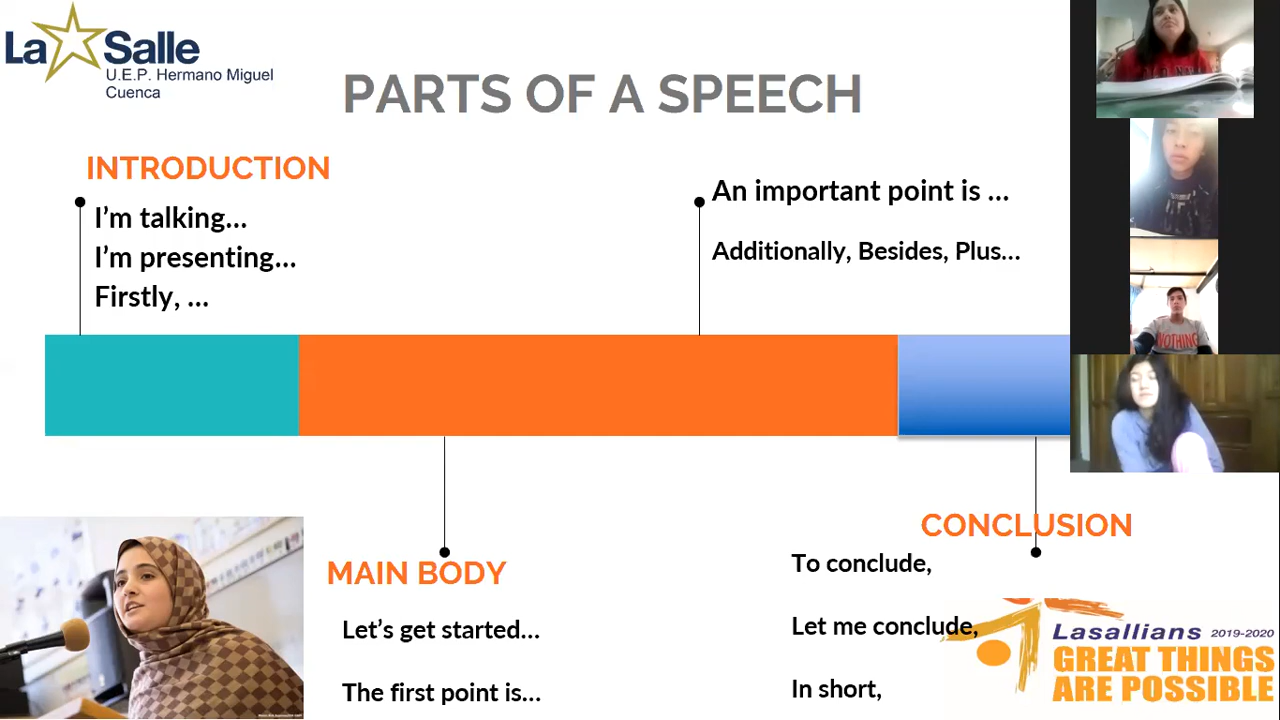 La Salle
U.E.P. Hermano Miguel
Cuenca
PARTS OF A SPEECH
INTRODUCTION
I'm talking...
I'm presenting...
Firstly, ...
An important point is ...
Additionally, Besides, Plus...
MAIN BODY
Let's get started...
The first point is...
CONCLUSION
To conclude,
Let me conclude,
In short,
Lasallians 2019-2020
GREAT THINGS
ARE POSSIBLE
NOTHING